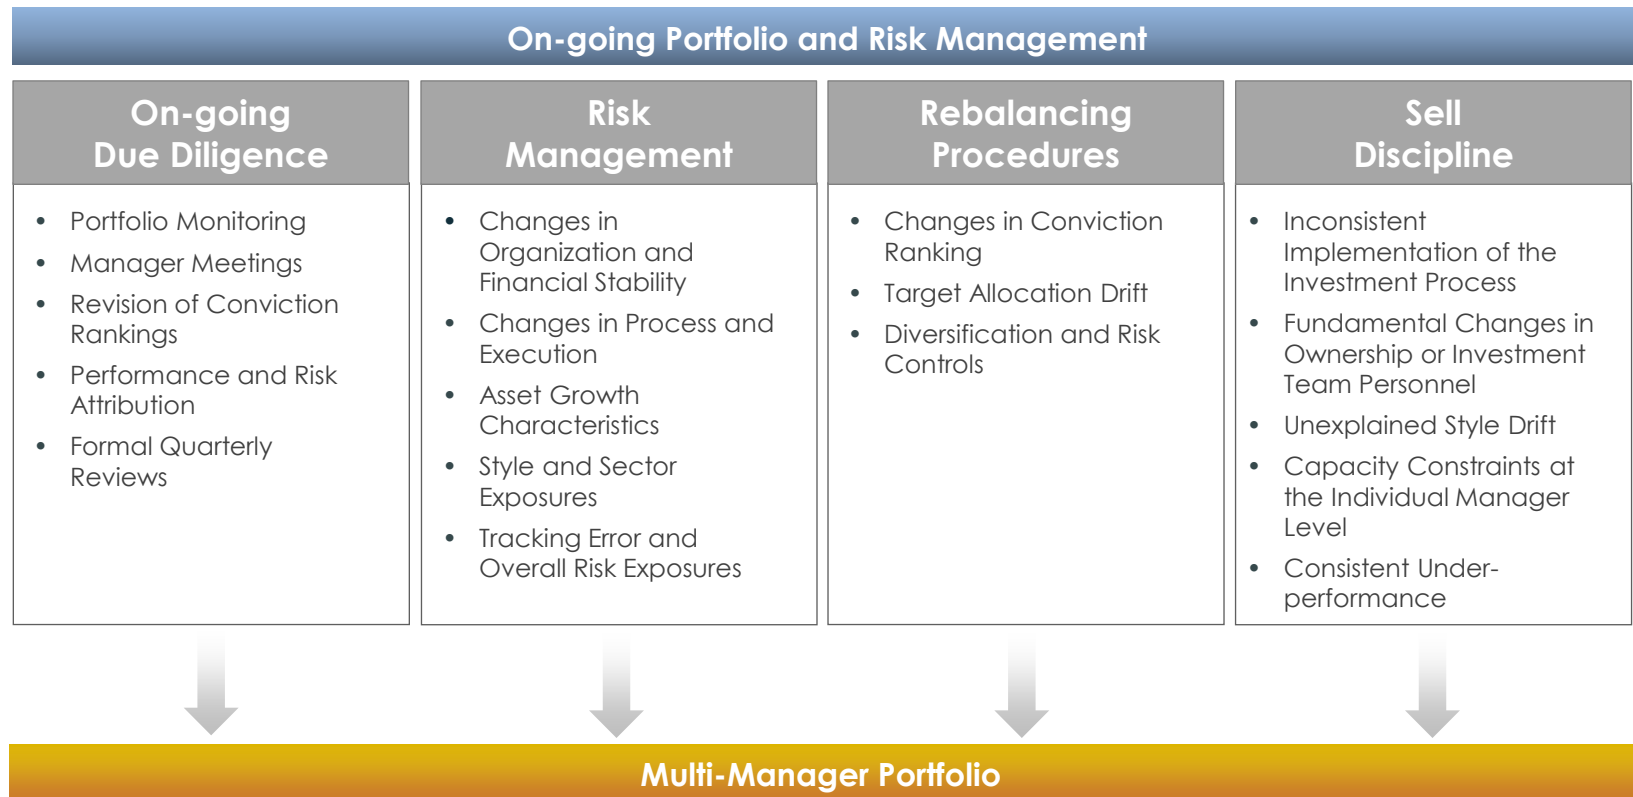 On-going Portfolio and Risk Management
On-going
Due Diligence
• Portfolio Monitoring
• Manager Meetings
• Revision of Conviction
Rankings
• Performance and Risk
Attribution
• Formal Quarterly
Reviews
Risk
Management
• Changes in
Organization and
Financial Stability
• Changes in Process and
Execution
• Asset Growth
Characteristics
• Style and Sector
Exposures
• Tracking Error and
Overall Risk Exposures
Rebalancing
Procedures
• Changes in Conviction
Ranking
• Target Allocation Drift
• Diversification and Risk
Controls
Sell
Discipline
• Inconsistent
Implementation of the
Investment Process
• Fundamental Changes in
Ownership or Investment
Team Personnel
• Unexplained Style Drift
• Capacity Constraints at
the Individual Manager
Level
• Consistent Under-
performance
Multi-Manager Portfolio